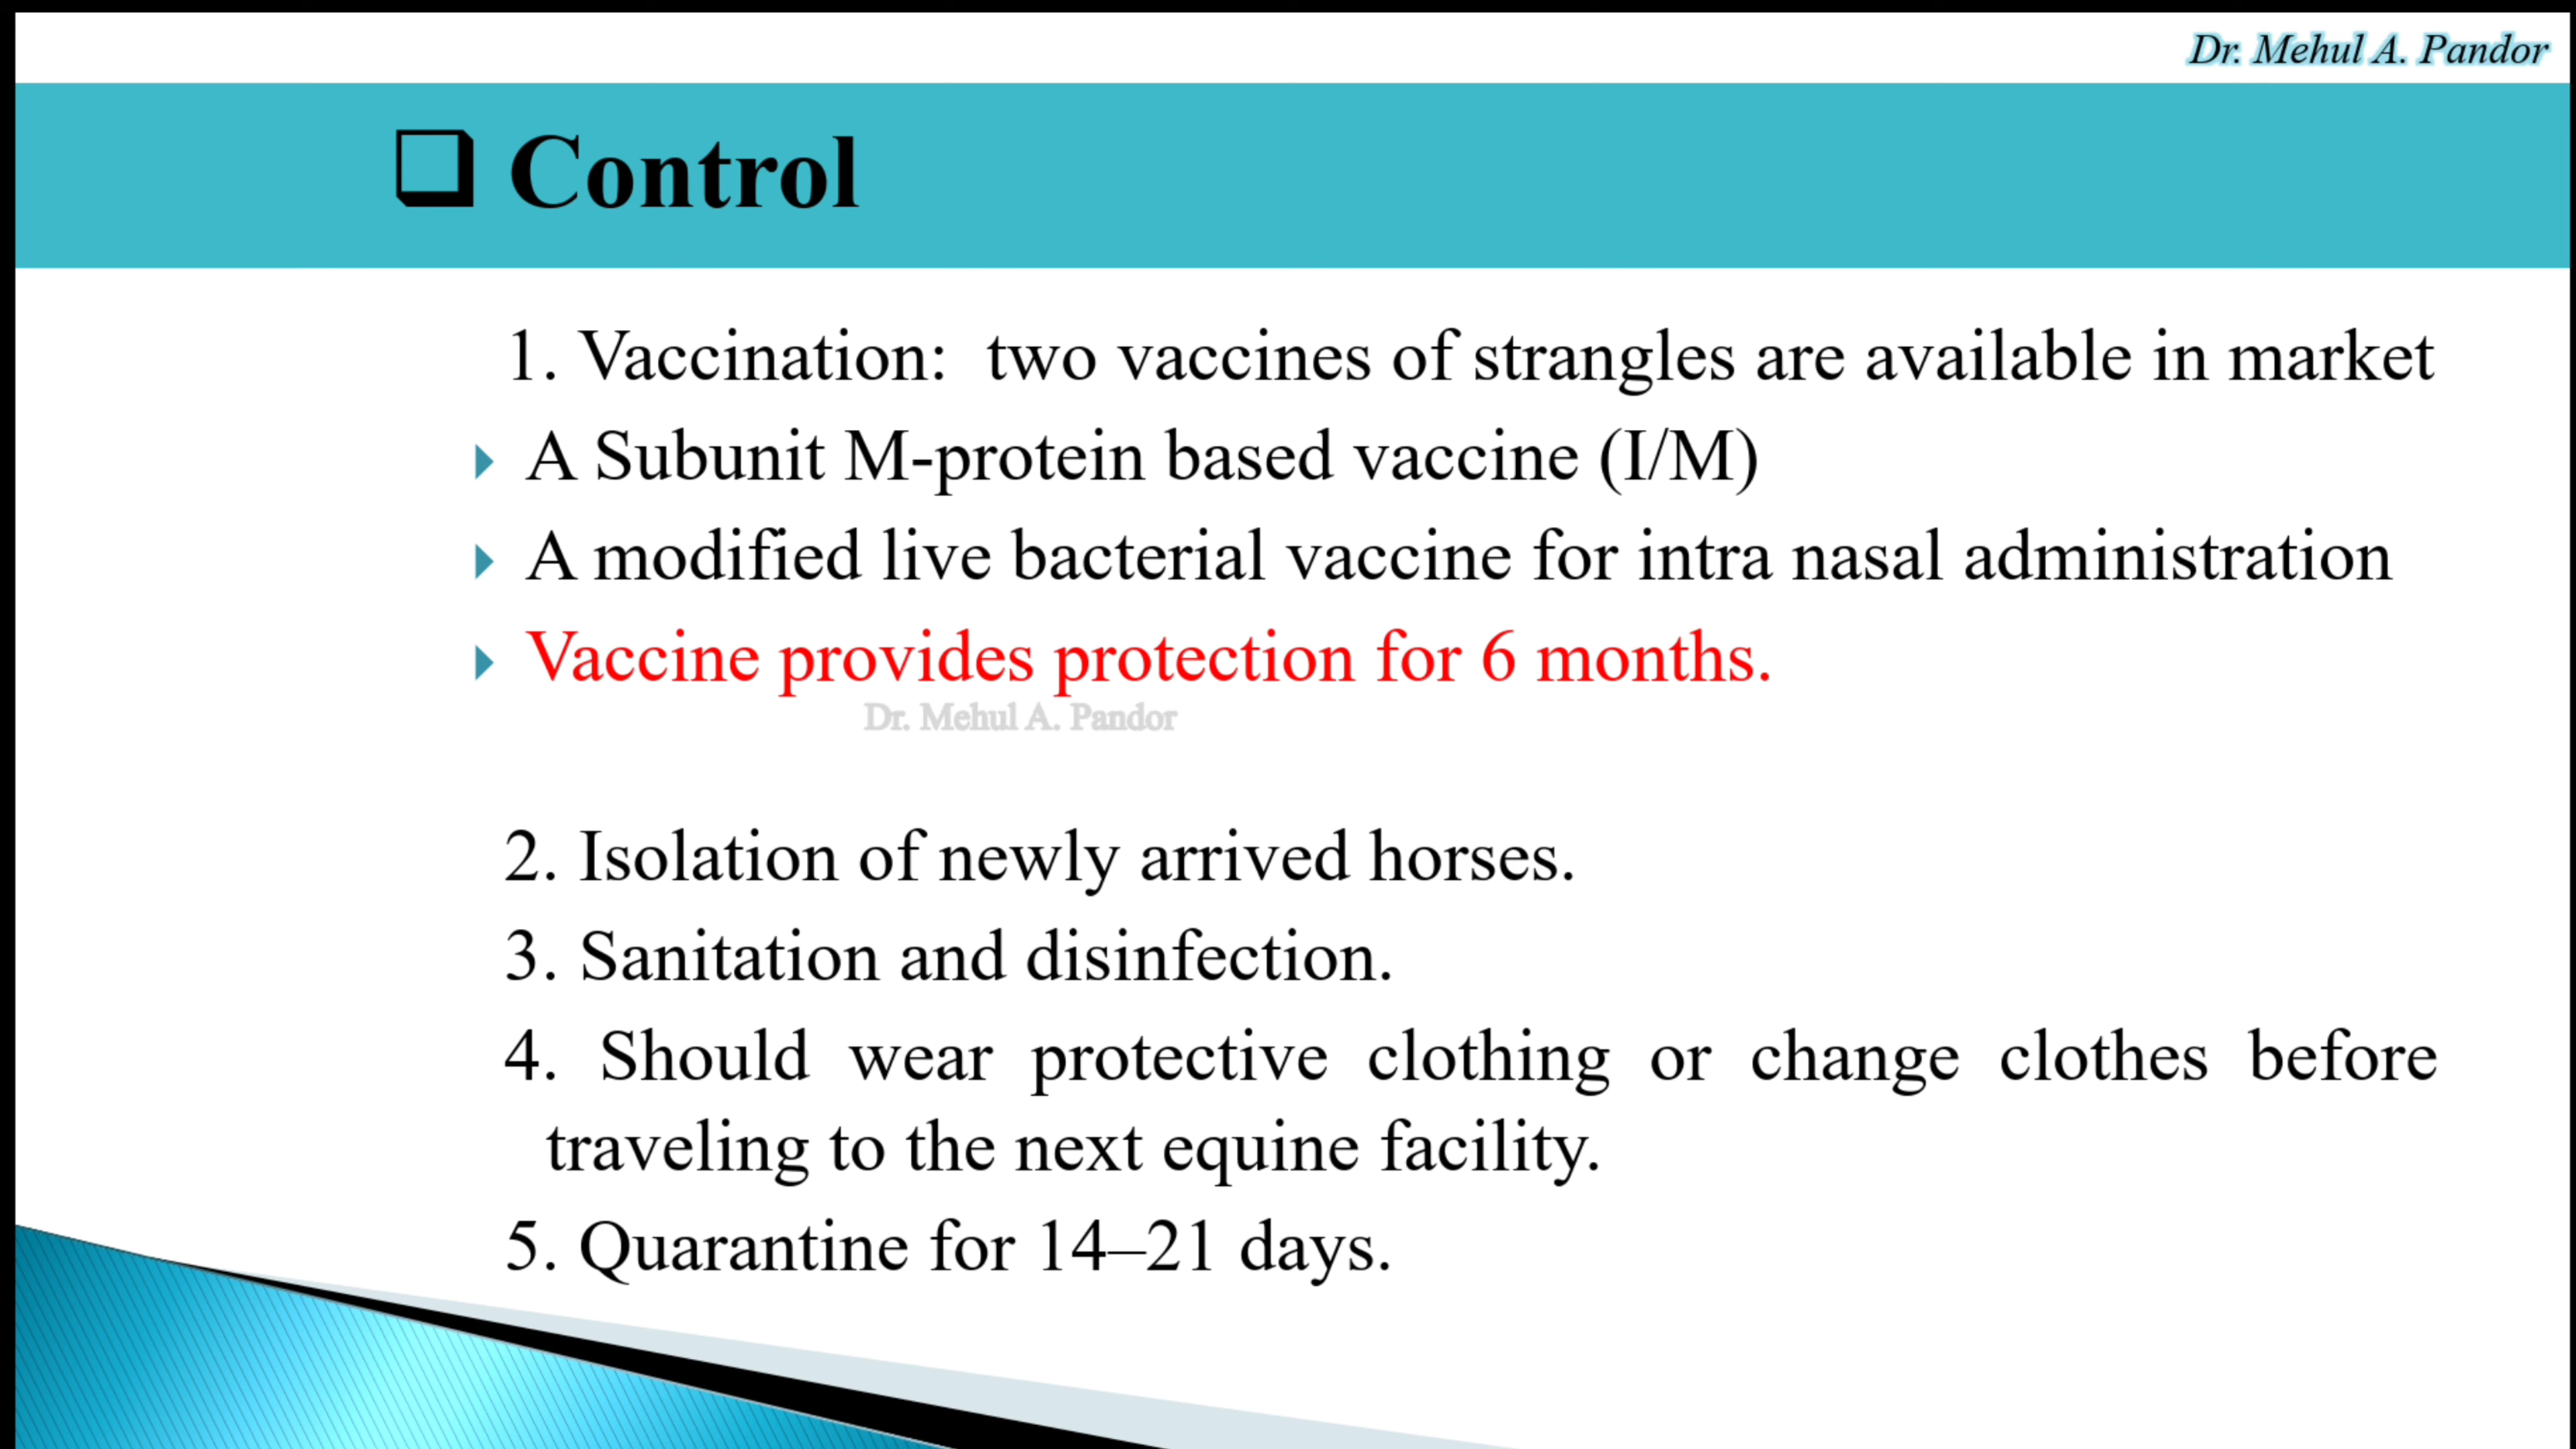 Dr. Mehul A. Pandor
Control
1. Vaccination: two vaccines of strangles are available in market
A Subunit M-protein based vaccine (I/M)
A modified live bacterial vaccine for intra nasal administration
Vaccine provides protection for 6 months.
Dr. Mehul A. Pandor
2. Isolation of newly arrived horses.
3. Sanitation and disinfection.
4. Should wear protective clothing or change clothes before
traveling to the next equine facility.
5. Quarantine for 14–21 days.